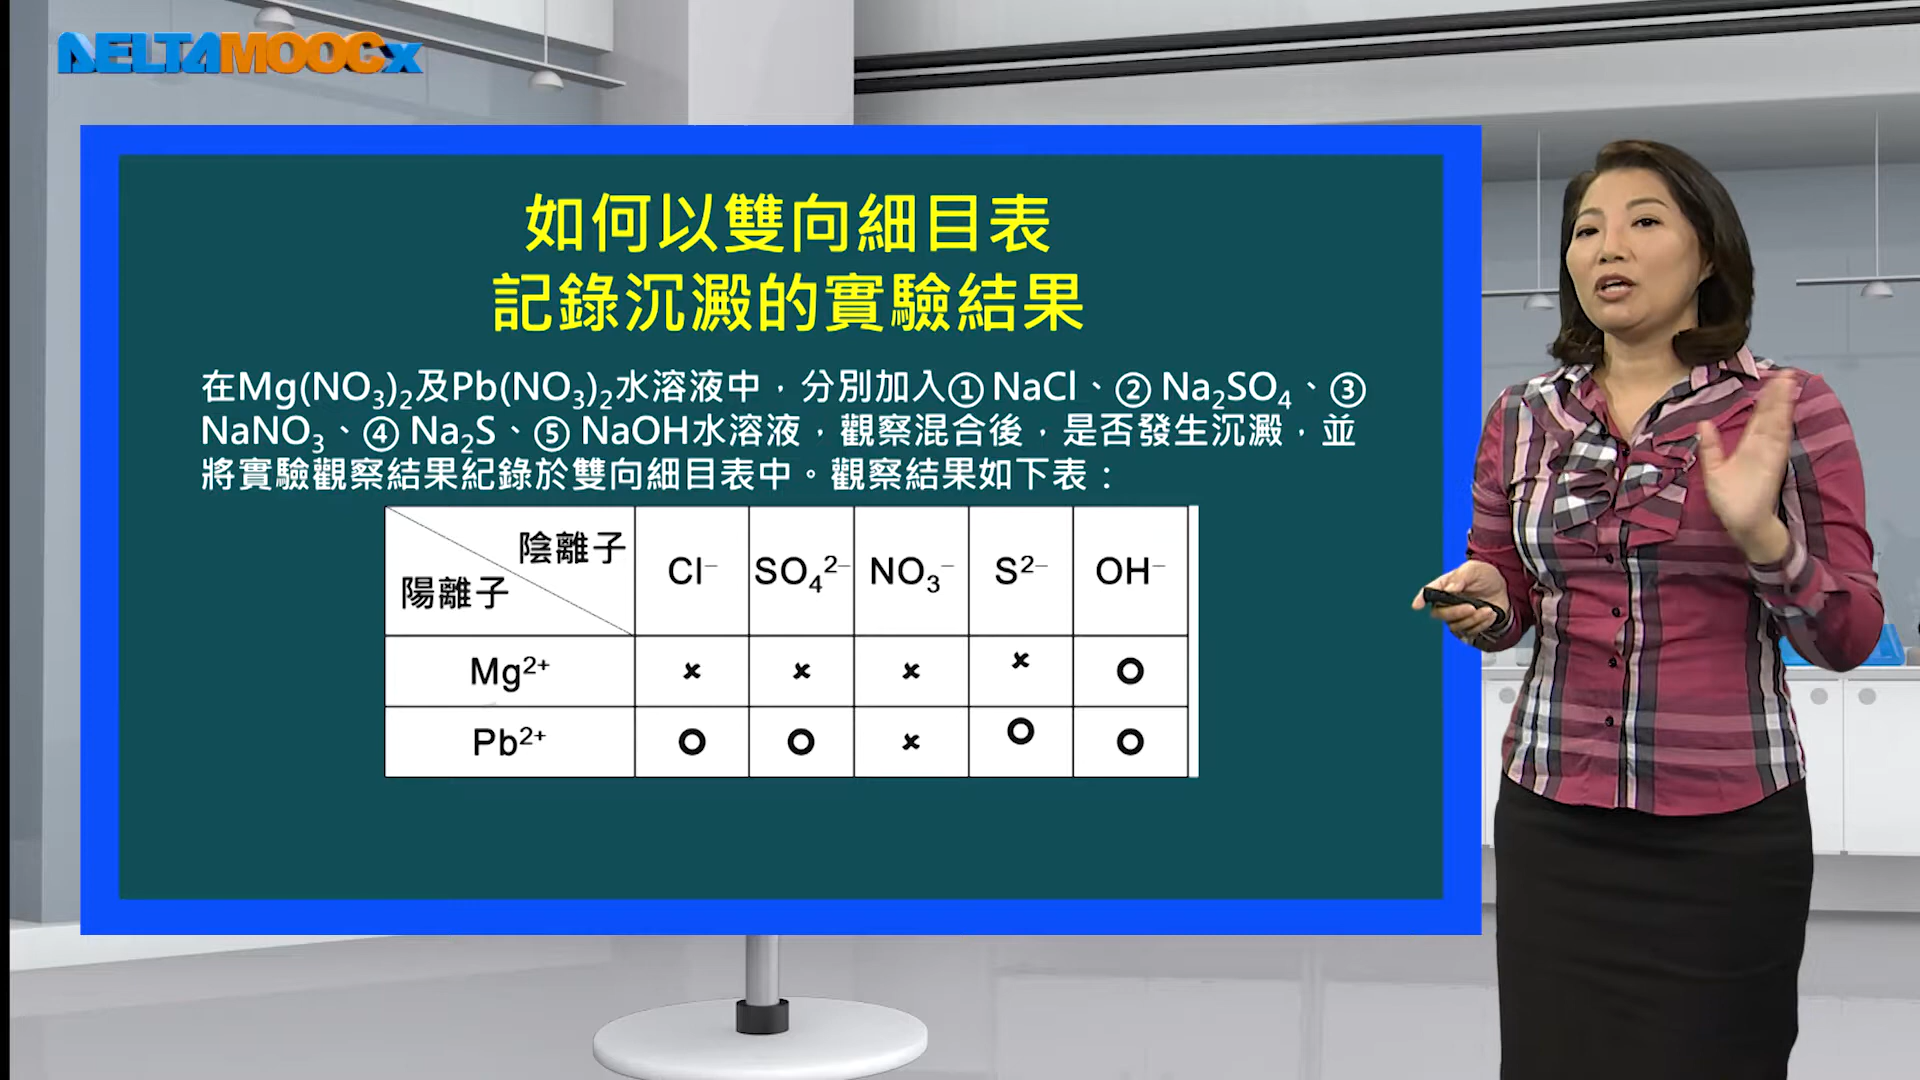 DELTAMOOCx
如何以雙向細目表
記錄沉澱的實驗結果
在Mg(NO₃)₂及Pb(NO₃)₂水溶液中，分別加入① NaCl、② Na₂SO₄、③
NaNO₃、④ Na₂S、⑤ NaOH水溶液，觀察混合後，是否發生沉澱，並
將實驗觀察結果紀錄於雙向細目表中。觀察結果如下表：
陰離子 陽離子 Cl⁻ SO₄²⁻ NO₃⁻ S²⁻ OH⁻
Mg²⁺ × × × × O
Pb²⁺ O O × O O